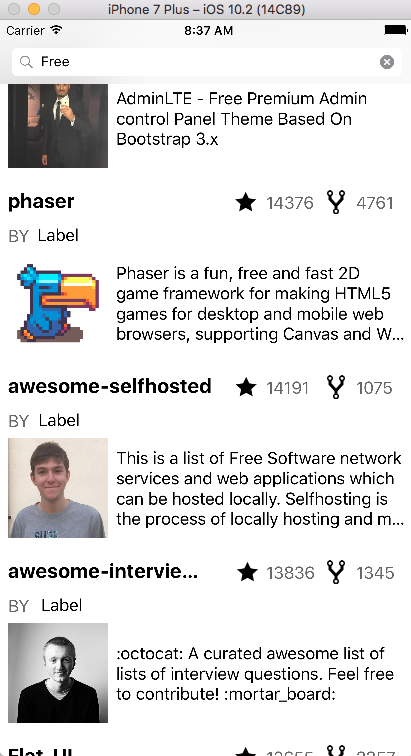 iPhone 7 Plus – iOS 10.2 (14C89)
Carrier 8:37 AM
Free
AdminLTE - Free Premium Admin
control Panel Theme Based On
Bootstrap 3.x
phaser 14376 4761
BY Label
Phaser is a fun, free and fast 2D
game framework for making HTML5
games for desktop and mobile web
browsers, supporting Canvas and W...
awesome-selfhosted 14191 1075
BY Label
This is a list of Free Software network
services and web applications which
can be hosted locally. Selfhosting is
the process of locally hosting and m...
awesome-intervie... 13836 1345
BY Label
:octocat: A curated awesome list of
lists of interview questions. Feel free
to contribute! :mortar_board:
Flat-UI